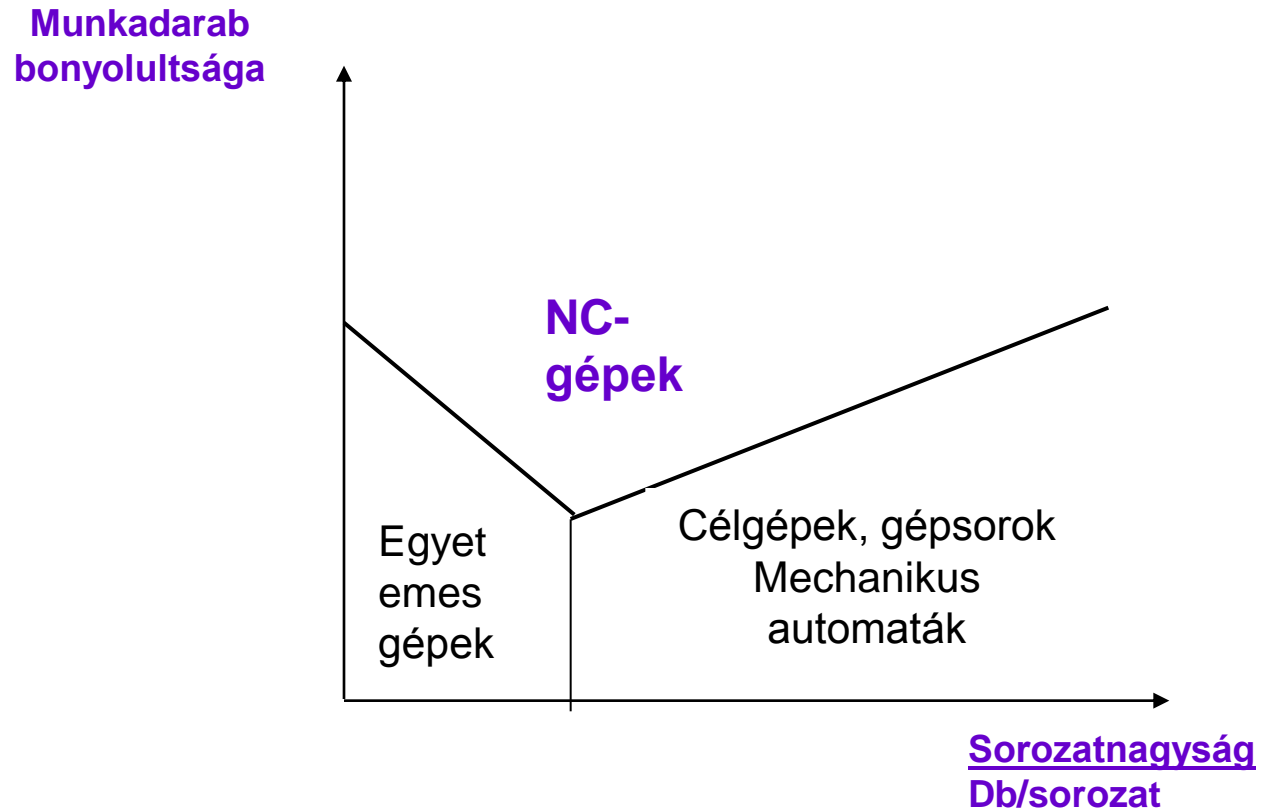 Munkadarab
bonyolultsága
NC-
gépek
Egyet
emes
gépek
Célgépek, gépsorok
Mechanikus
automaták
Sorozatnagyság
Db/sorozat